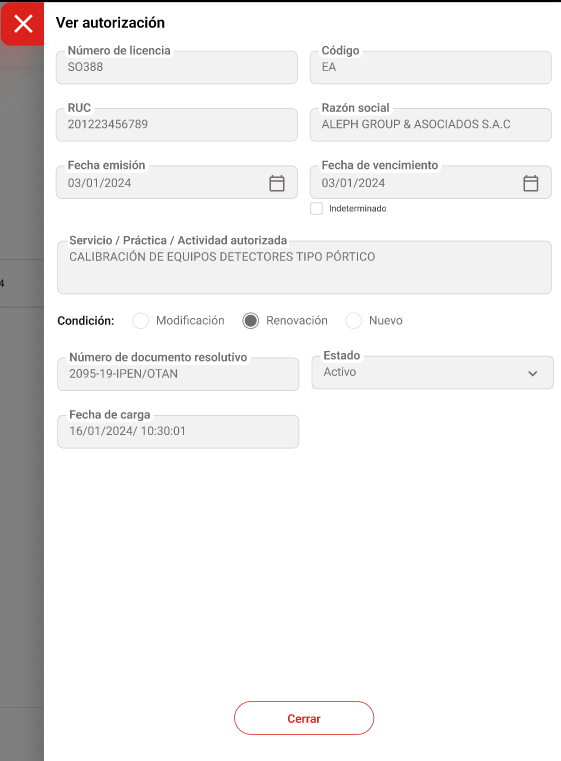 Ver autorización
Número de licencia
SO388
Código
EA
RUC
201223456789
Razón social
ALEPH GROUP & ASOCIADOS S.A.C
Fecha emisión
03/01/2024
Fecha de vencimiento
03/01/2024
Indeterminado
4
Servicio / Práctica / Actividad autorizada
CALIBRACIÓN DE EQUIPOS DETECTORES TIPO PÓRTICO
Condición: Modificación Renovación Nuevo
Número de documento resolutivo
2095-19-IPEN/OTAN
Estado
Activo
Fecha de carga
16/01/2024/ 10:30:01
Cerrar